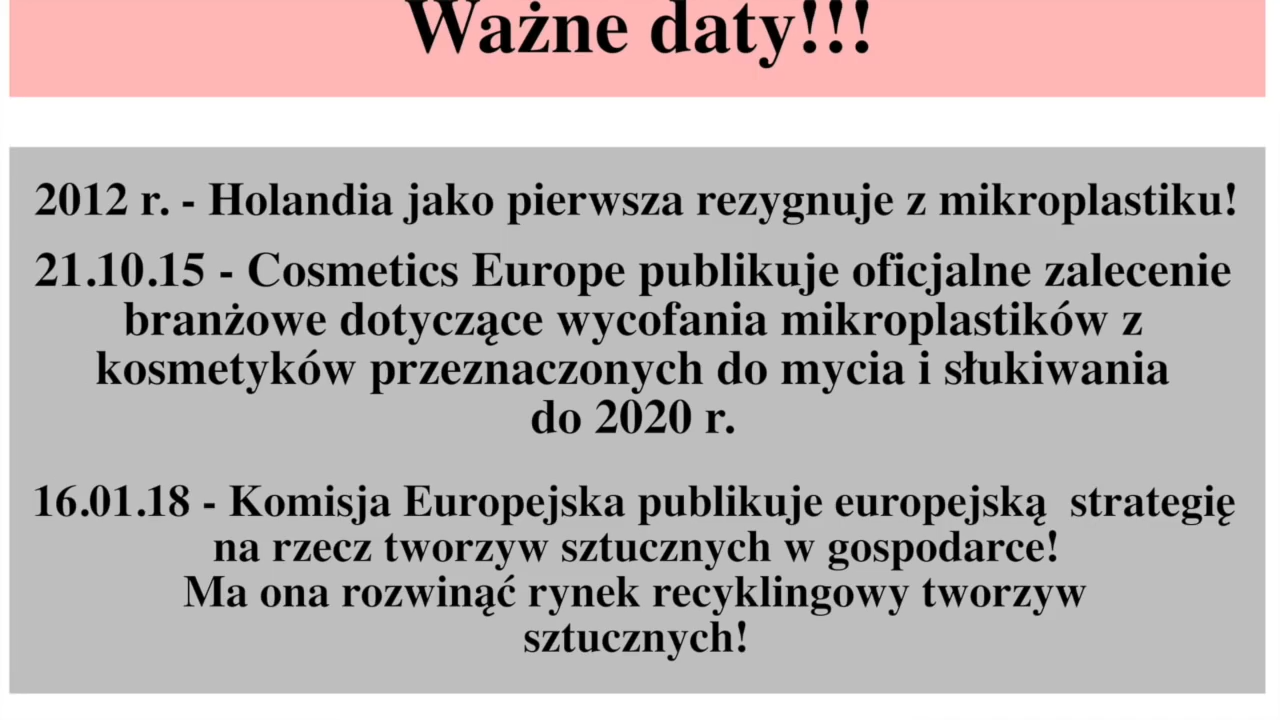 Ważne daty!!!
2012 r. - Holandia jako pierwsza rezygnuje z mikroplastiku!
21.10.15 - Cosmetics Europe publikuje oficjalne zalecenie
branżowe dotyczące wycofania mikroplastików z
kosmetyków przeznaczonych do mycia i słukiwania
do 2020 r.
16.01.18 - Komisja Europejska publikuje europejską strategię
na rzecz tworzyw sztucznych w gospodarce!
Ma ona rozwinąć rynek recyklingowy tworzyw
sztucznych!